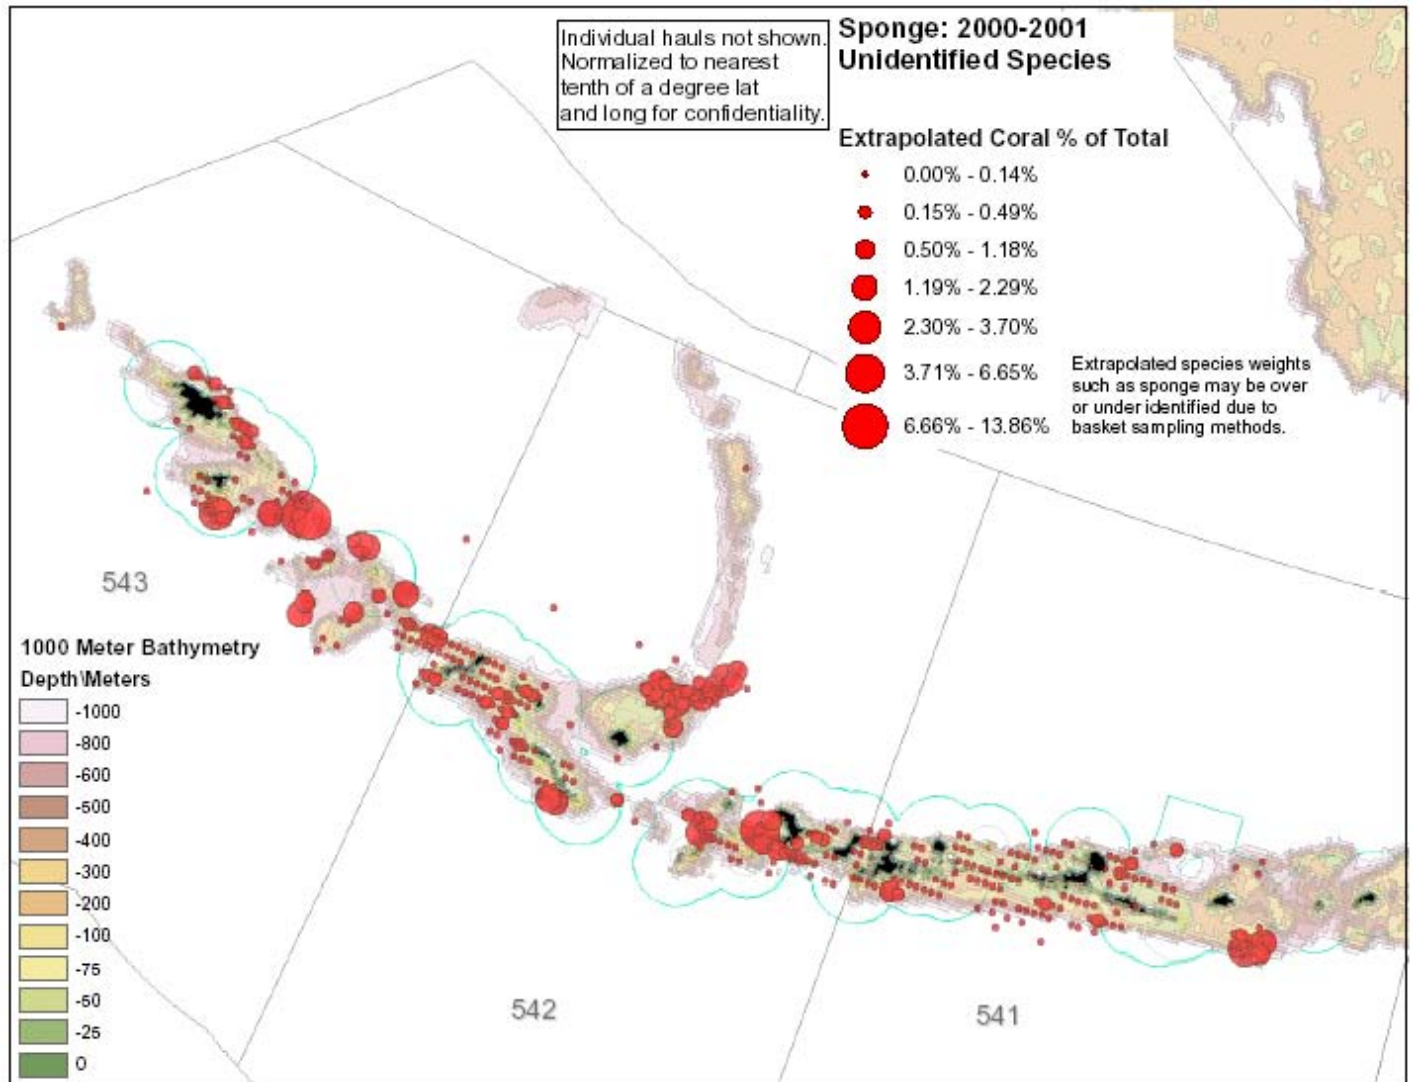 Individual hauls not shown.
Normalized to nearest
tenth of a degree lat
and long for confidentiality.
Sponge: 2000-2001
Unidentified Species
Extrapolated Coral % of Total
0.00% - 0.14%
0.15% - 0.49%
0.50% - 1.18%
1.19% - 2.29%
2.30% - 3.70%
3.71% - 6.65%
6.66% - 13.86%
Extrapolated species weights
such as sponge may be over
or under identified due to
basket sampling methods.
543
1000 Meter Bathymetry
Depth\Meters
-1000
-800
-600
-500
-400
-300
-200
-100
-75
-50
-25
0
542
541